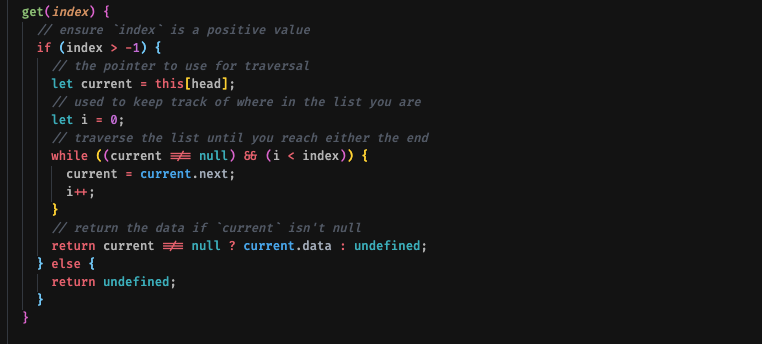 get(index) {
  // ensure `index` is a positive value
  if (index > -1) {
    // the pointer to use for traversal
    let current = this[head];
    // used to keep track of where in the list you are
    let i = 0;
    // traverse the list until you reach either the end
    while ((current !== null) && (i < index)) {
      current = current.next;
      i++;
    }
    // return the data if `current` isn't null
    return current !== null ? current.data : undefined;
  } else {
    return undefined;
  }
}